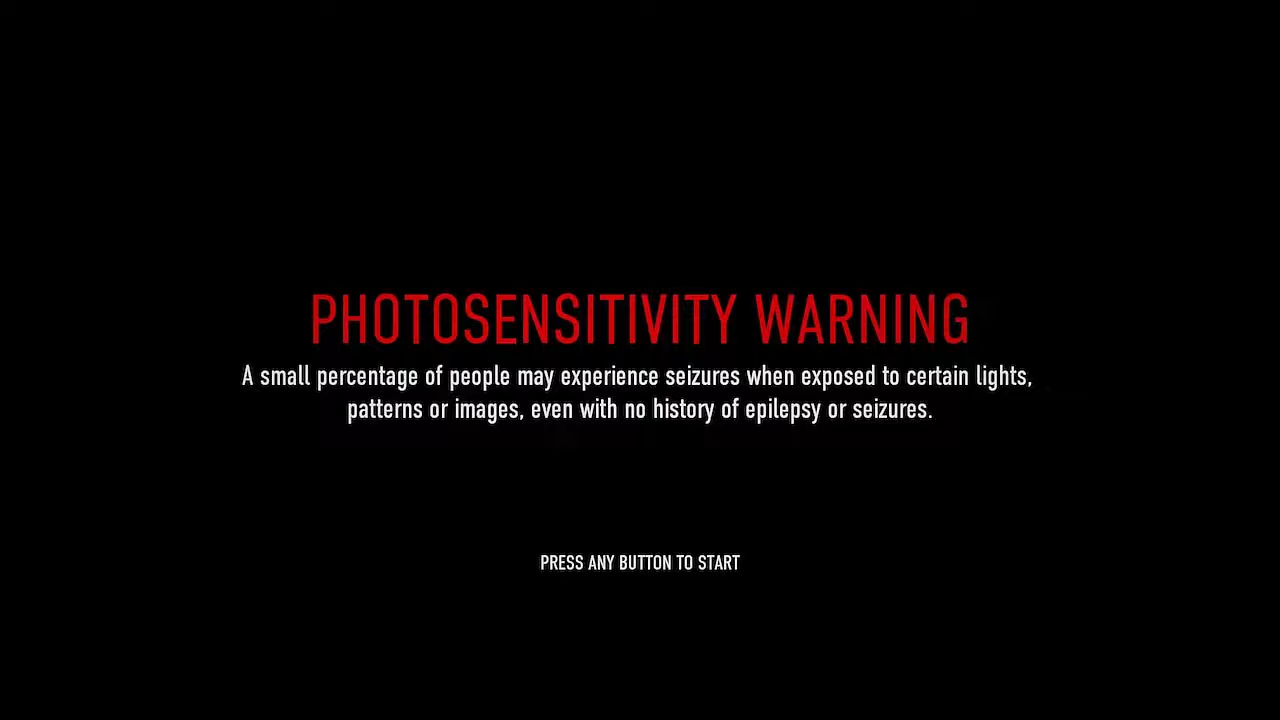 PHOTOSENSITIVITY WARNING
A small percentage of people may experience seizures when exposed to certain lights,
patterns or images, even with no history of epilepsy or seizures.
PRESS ANY BUTTON TO START